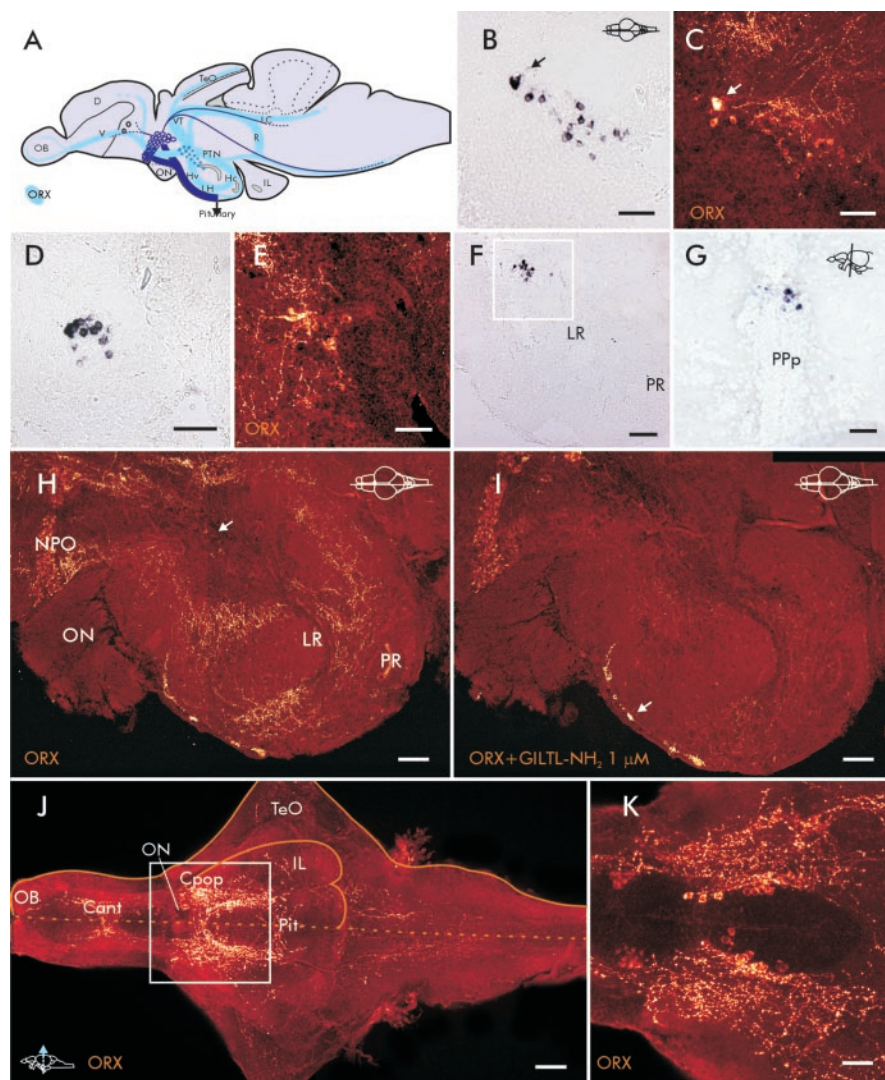 A
B
C
TeO
D
LC
VT
V
R
OB
PTN
ON
Hv
Hc
IL
LH
ORX
Pituitary
ORX
D
E
F
G
LR
PPp
PR
ORX
H
I
NPO
ON
LR
PR
ORX
ORX+GILTL-NH₂ 1 μM
J
K
TeO
ON
IL
Cpop
OB
Cant
Pit
ORX
ORX